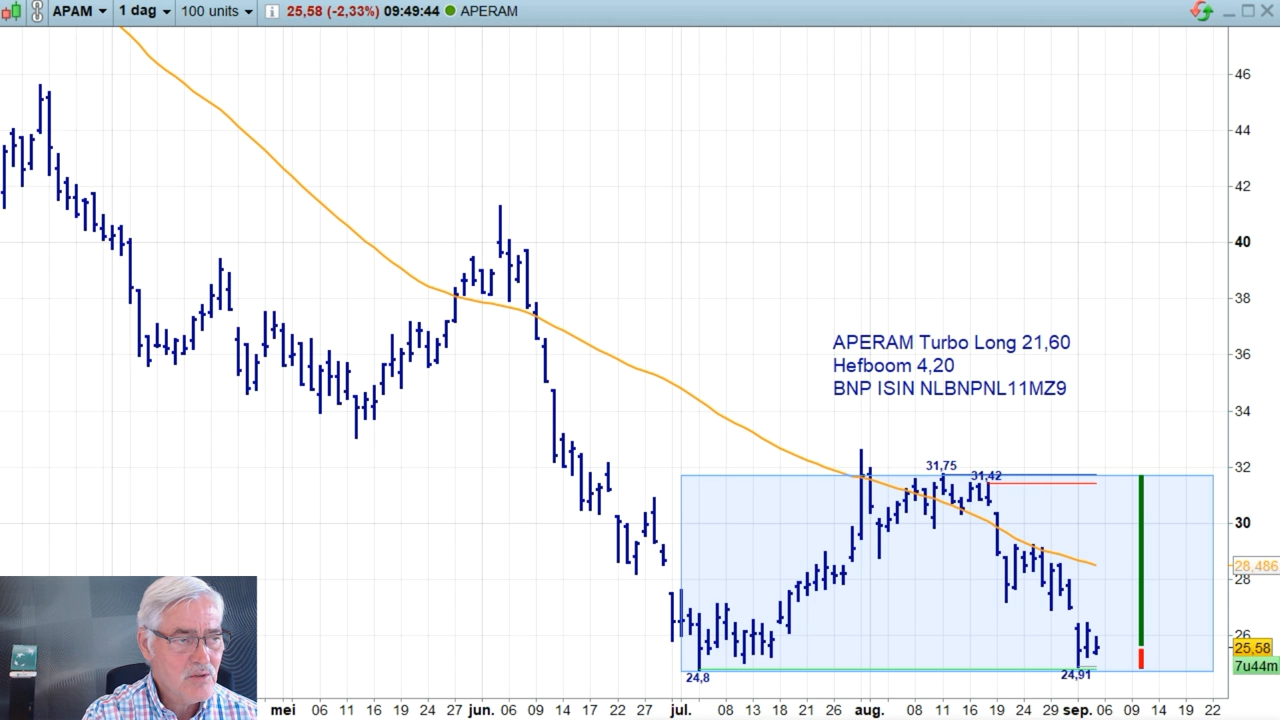 APAM 1 dag 100 units i 25,58 (-2,33%) 09:49:44 APERAM
46
44
42
40
38
APERAM Turbo Long 21,60
36
Hefboom 4,20
BNP ISIN NLBNPNL11MZ9
34
31,75
32
31,42
30
28,486
28
26
25,58
7u44m
24,8
24,91
mei 06 11 16 19 24 27 jun. 06 09 14 17 22 27 jul. 08 13 18 21 26 aug. 08 11 16 19 24 29 sep. 06 09 14 19 22